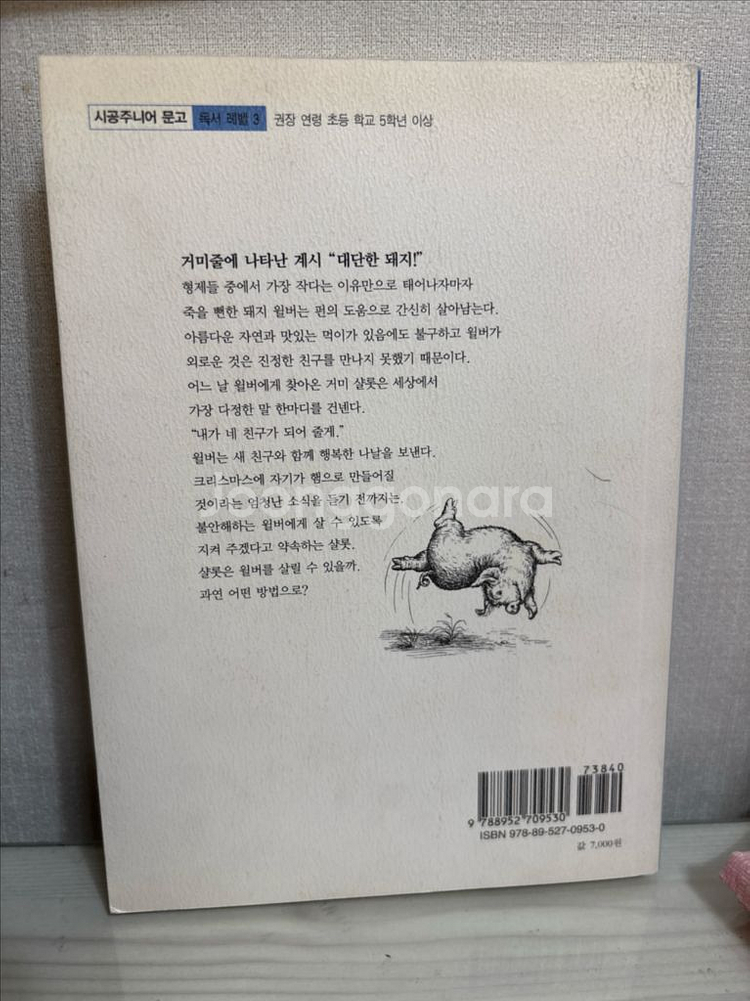 시공주니어 문고 독서 레벨 3 권장 연령 초등 학교 5학년 이상
거미줄에 나타난 계시 “대단한 돼지!”
형제들 중에서 가장 작다는 이유만으로 태어나자마자
죽을 뻔한 돼지 윌버는 펀의 도움으로 간신히 살아남는다.
아름다운 자연과 맛있는 먹이가 있음에도 불구하고 윌버가
외로운 것은 진정한 친구를 만나지 못했기 때문이다.
어느 날 윌버에게 찾아온 거미 샬롯은 세상에서
가장 다정한 말 한마디를 건넨다.
“내가 네 친구가 되어 줄게.”
윌버는 새 친구와 함께 행복한 나날을 보낸다.
크리스마스에 자기가 햄으로 만들어질
것이라는 엄청난 소식을 듣기 전까지는.
불안해하는 윌버에게 살 수 있도록
지켜 주겠다고 약속하는 샬롯.
샬롯은 윌버를 살릴 수 있을까.
과연 어떤 방법으로?
Joonggonara
73840
9 788952 709530
ISBN 978-89-527-0953-0
값 7,000원